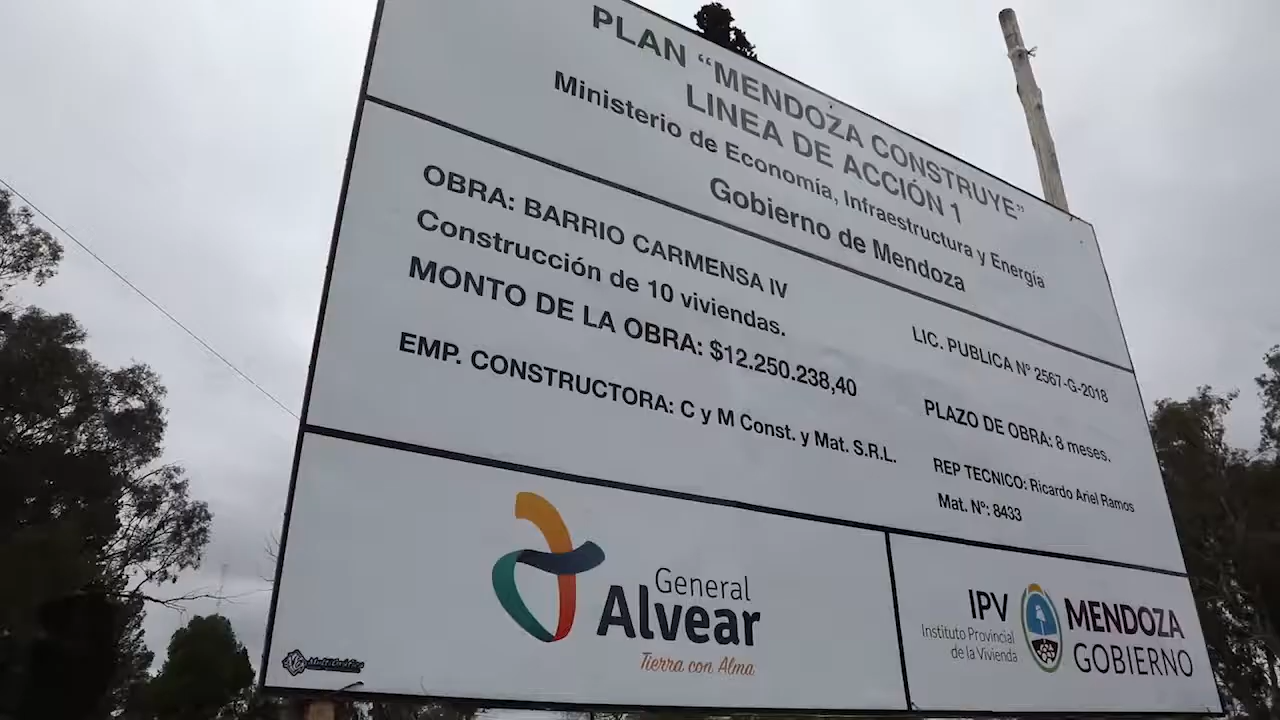 PLAN “MENDOZA CONSTRUYE”
LINEA DE ACCIÓN 1
Ministerio de Economía, Infraestructura y Energía
Gobierno de Mendoza
OBRA: BARRIO CARMENSA IV
Construcción de 10 viviendas.
MONTO DE LA OBRA: $12.250.238,40
EMP. CONSTRUCTORA: C y M Const. y Mat. S.R.L.
LIC. PUBLICA Nº 2567-G-2018
PLAZO DE OBRA: 8 meses.
REP TECNICO: Ricardo Ariel Ramos
Mat. Nº: 8433
General
Alvear
Tierra con Alma
IPV
Instituto Provincial
de la Vivienda
MENDOZA
GOBIERNO